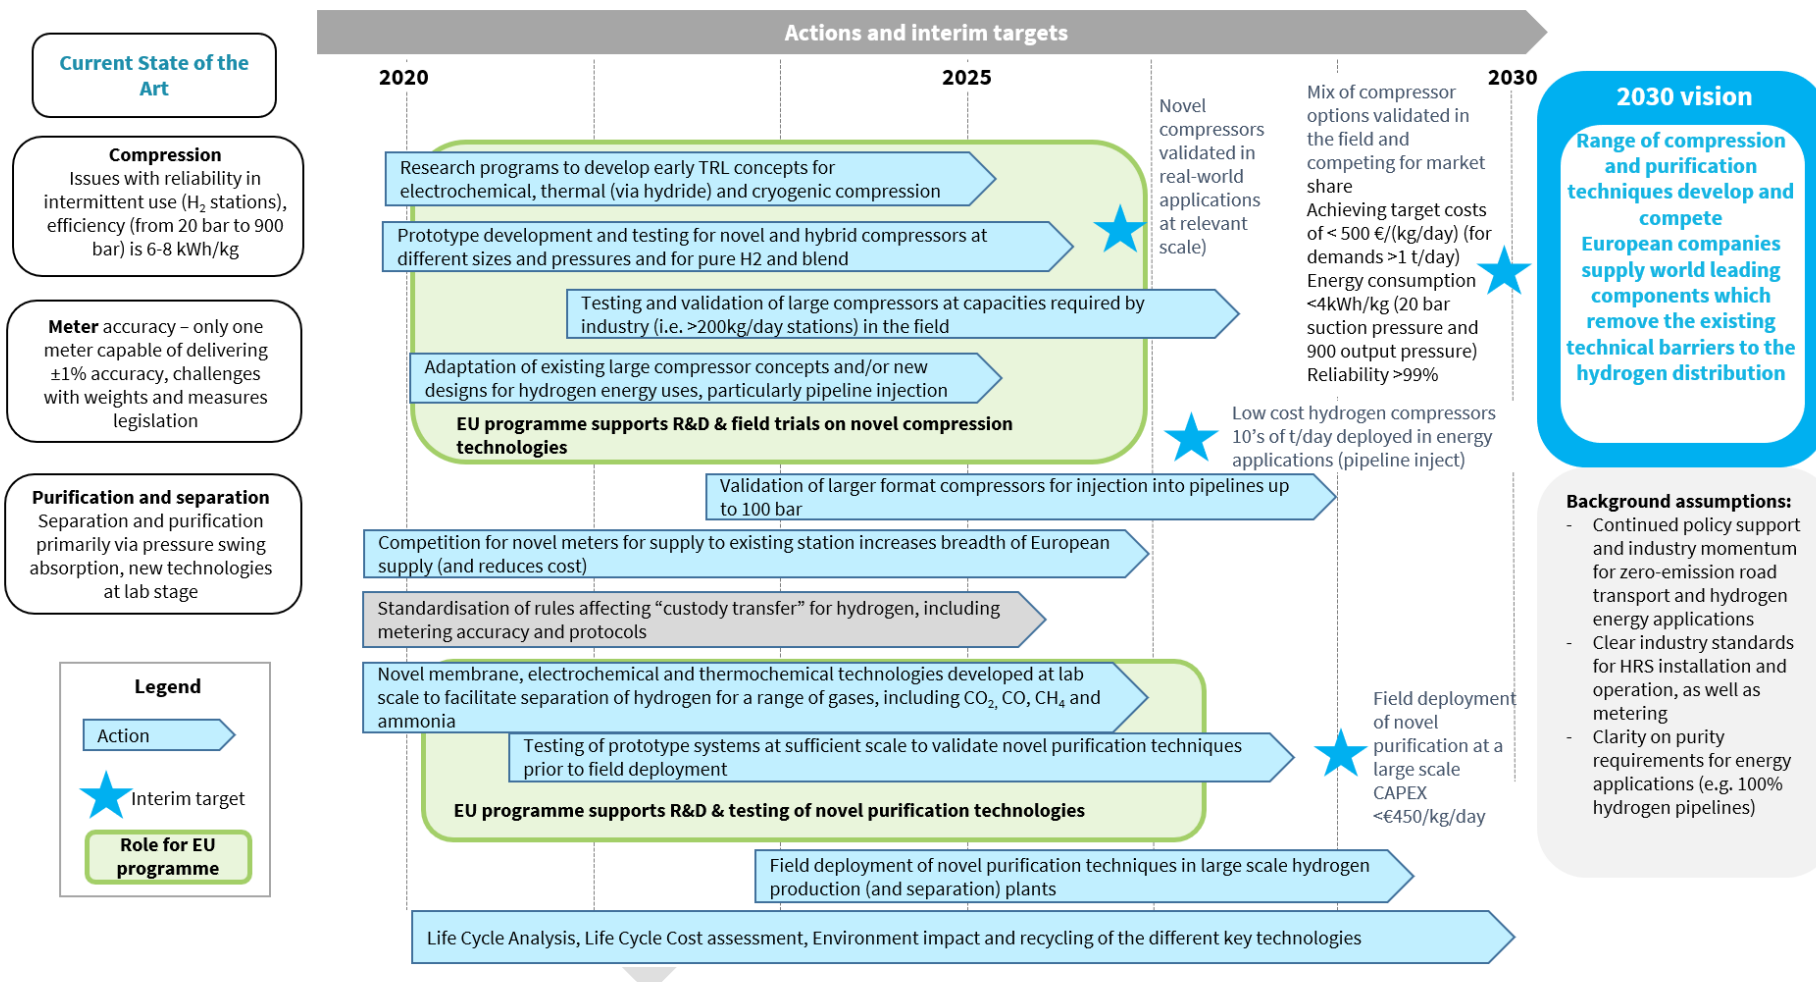 Actions and interim targets
Current State of the
Art
2020
2025
2030
Compression
Issues with reliability in
intermittent use (H2 stations),
efficiency (from 20 bar to 900
bar) is 6-8 kWh/kg
Meter accuracy – only one
meter capable of delivering
±1% accuracy, challenges
with weights and measures
legislation
Purification and separation
Separation and purification
primarily via pressure swing
absorption, new technologies
at lab stage
Legend
Action
Interim target
Role for EU
programme
Research programs to develop early TRL concepts for
electrochemical, thermal (via hydride) and cryogenic compression
Prototype development and testing for novel and hybrid compressors at
different sizes and pressures and for pure H2 and blend
Testing and validation of large compressors at capacities required by
industry (i.e. >200kg/day stations) in the field
Adaptation of existing large compressor concepts and/or new
designs for hydrogen energy uses, particularly pipeline injection
EU programme supports R&D & field trials on novel compression
technologies
Novel
compressors
validated in
real-world
applications
at relevant
scale)
Mix of compressor
options validated in
the field and
competing for market
share
Achieving target costs
of < 500 €/(kg/day) (for
demands >1 t/day)
Energy consumption
<4kWh/kg (20 bar
suction pressure and
900 output pressure)
Reliability >99%
Low cost hydrogen compressors
10’s of t/day deployed in energy
applications (pipeline inject)
Validation of larger format compressors for injection into pipelines up
to 100 bar
Competition for novel meters for supply to existing station increases breadth of European
supply (and reduces cost)
Standardisation of rules affecting “custody transfer” for hydrogen, including
metering accuracy and protocols
Novel membrane, electrochemical and thermochemical technologies developed at lab
scale to facilitate separation of hydrogen for a range of gases, including CO2, CO, CH4 and
ammonia
Testing of prototype systems at sufficient scale to validate novel purification techniques
prior to field deployment
EU programme supports R&D & testing of novel purification technologies
Field deployment
of novel
purification at a
large scale
CAPEX
<€450/kg/day
Field deployment of novel purification techniques in large scale hydrogen
production (and separation) plants
Life Cycle Analysis, Life Cycle Cost assessment, Environment impact and recycling of the different key technologies
2030 vision
Range of compression
and purification
techniques develop and
compete
European companies
supply world leading
components which
remove the existing
technical barriers to the
hydrogen distribution
Background assumptions:
- Continued policy support
and industry momentum
for zero-emission road
transport and hydrogen
energy applications
- Clear industry standards
for HRS installation and
operation, as well as
metering
- Clarity on purity
requirements for energy
applications (e.g. 100%
hydrogen pipelines)